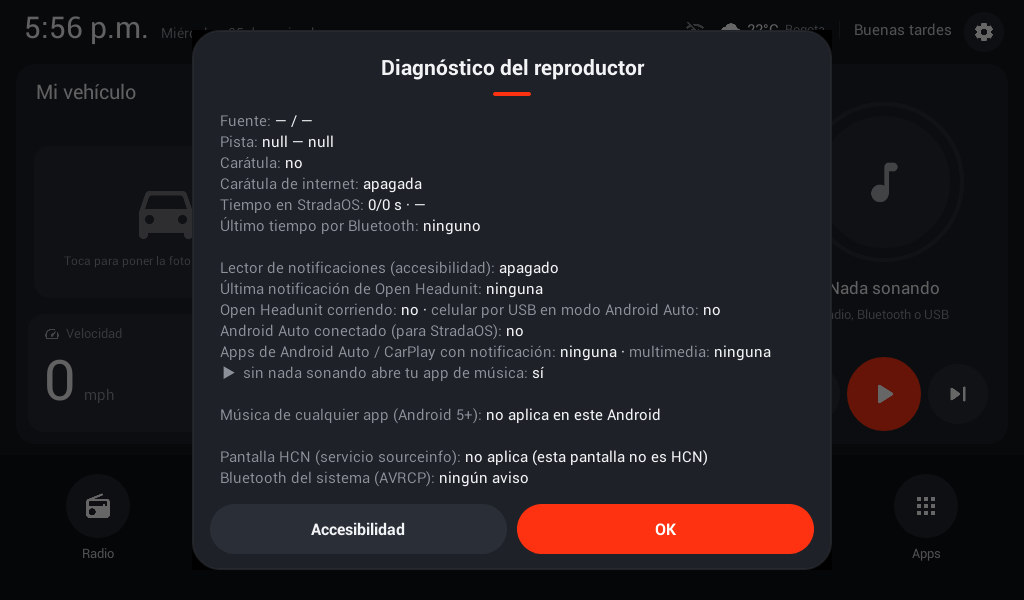 5:56 p.m.
22°C Bogota
Buenas tardes
Mi vehículo
Toca para poner la foto
Velocidad
0 mph
Diagnóstico del reproductor
Fuente: — / —
Pista: null — null
Carátula: no
Carátula de internet: apagada
Tiempo en StradaOS: 0/0 s · —
Último tiempo por Bluetooth: ninguno
Lector de notificaciones (accesibilidad): apagado
Última notificación de Open Headunit: ninguna
Open Headunit corriendo: no · celular por USB en modo Android Auto: no
Android Auto conectado (para StradaOS): no
Apps de Android Auto / CarPlay con notificación: ninguna · multimedia: ninguna
▶ sin nada sonando abre tu app de música: sí
Música de cualquier app (Android 5+): no aplica en este Android
Pantalla HCN (servicio sourceinfo): no aplica (esta pantalla no es HCN)
Bluetooth del sistema (AVRCP): ningún aviso
Accesibilidad
OK
Nada sonando
Bluetooth o USB
Radio
Apps